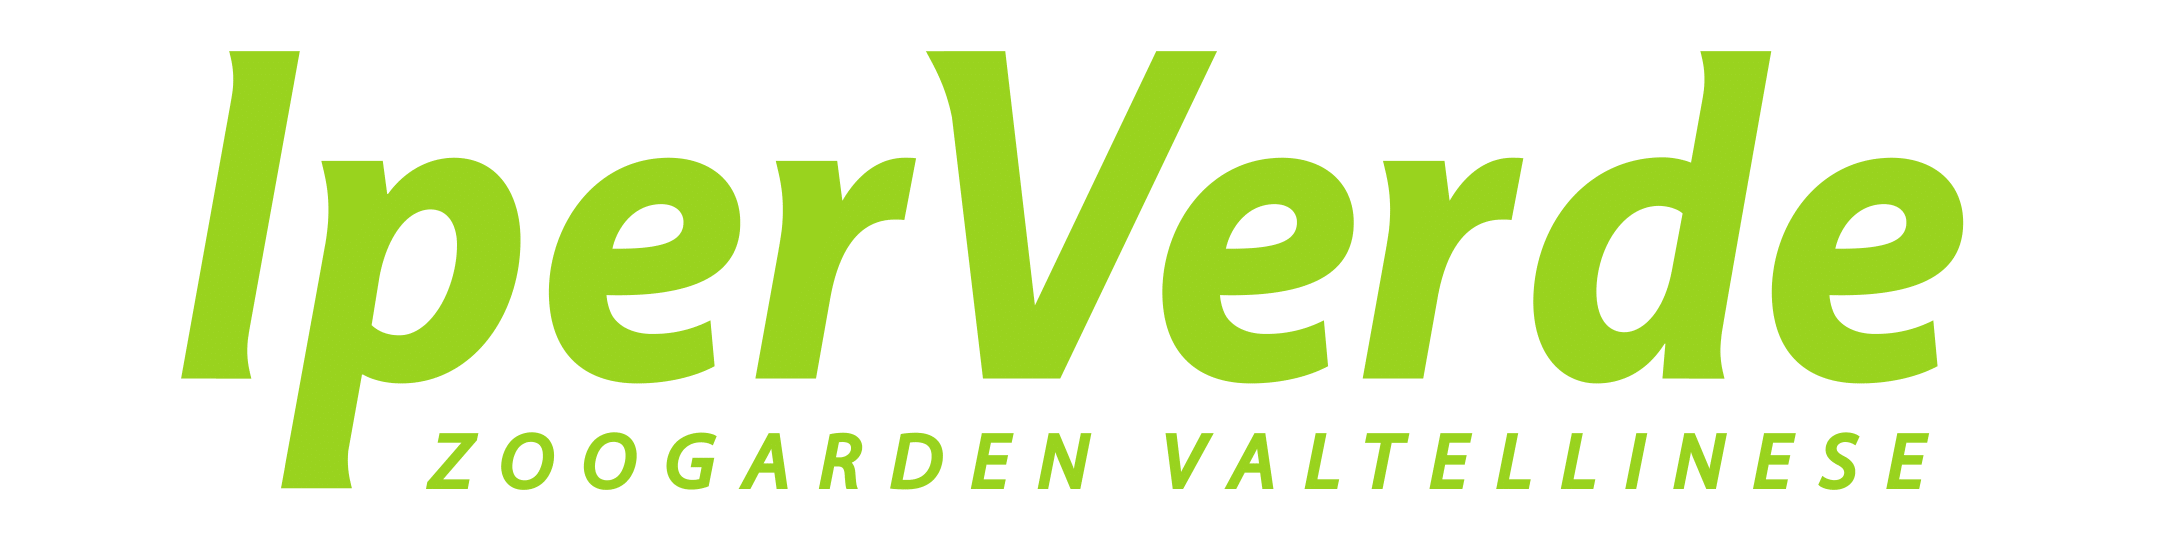 IperVerde
ZOOGARDEN VALTELLINESE